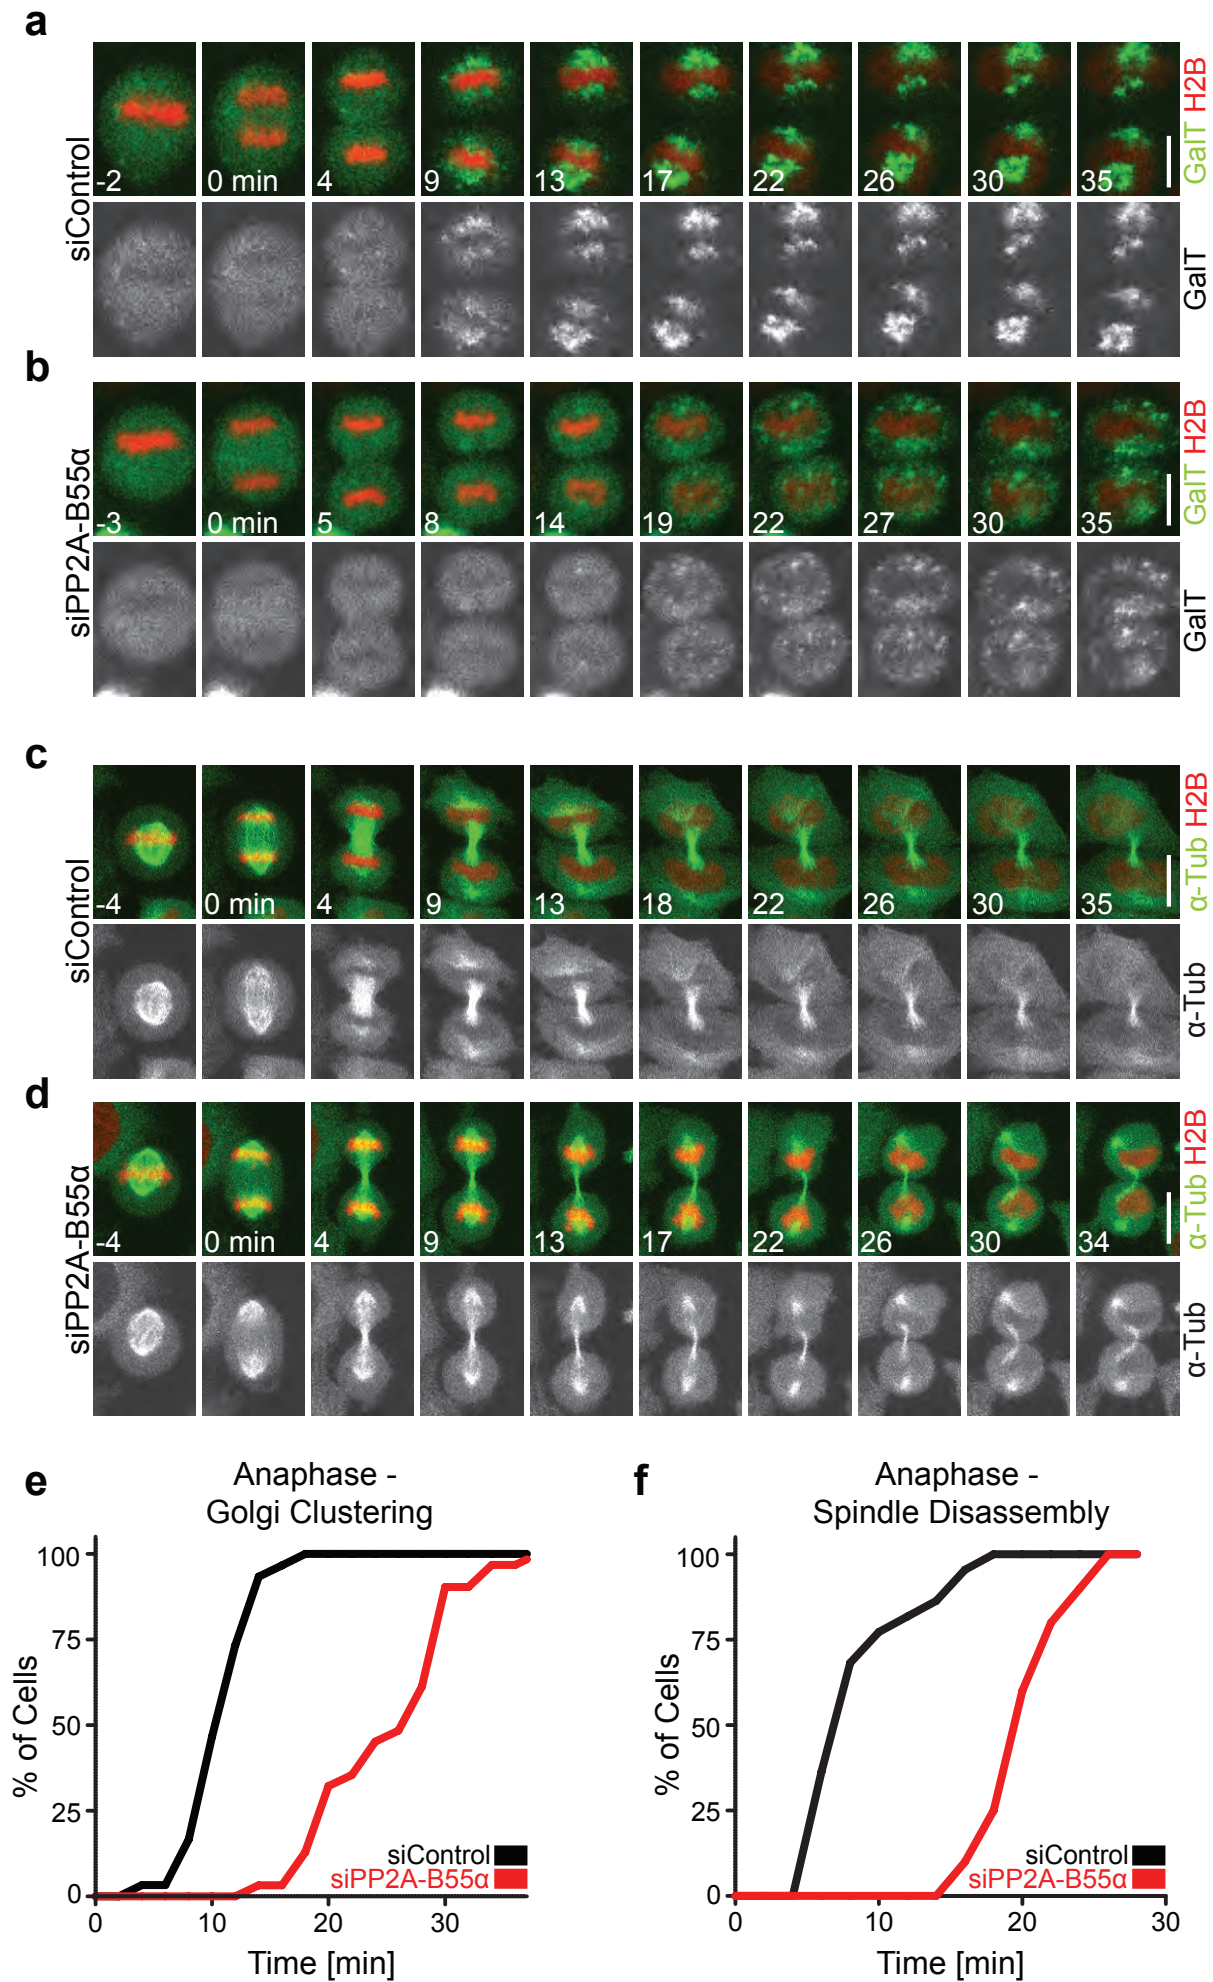 a
siControl
-2 0 min 4 9 13 17 22 26 30 35
GalT H2B
GalT
b
siPP2A-B55α
-3 0 min 5 8 14 19 22 27 30 35
GalT H2B
GalT
c
siControl
-4 0 min 4 9 13 18 22 26 30 35
α-Tub H2B
α-Tub
d
siPP2A-B55α
-4 0 min 4 9 13 17 22 26 30 34
α-Tub H2B
α-Tub
e
Anaphase -
Golgi Clustering
% of Cells
100
75
50
25
0
siControl
siPP2A-B55α
0 10 20 30
Time [min]
f
Anaphase -
Spindle Disassembly
% of Cells
100
75
50
25
0
siControl
siPP2A-B55α
0 10 20 30
Time [min]